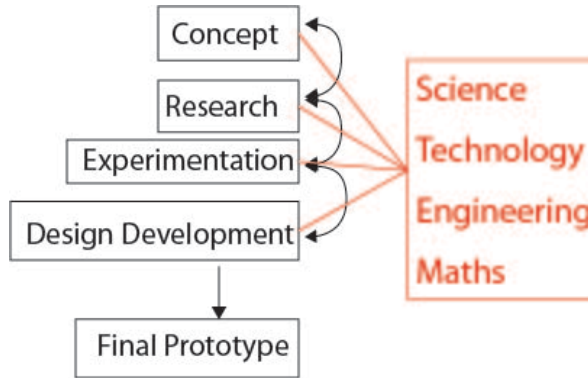 Concept
Research
Experimentation
Design Development
Final Prototype
Science
Technology
Engineering
Maths